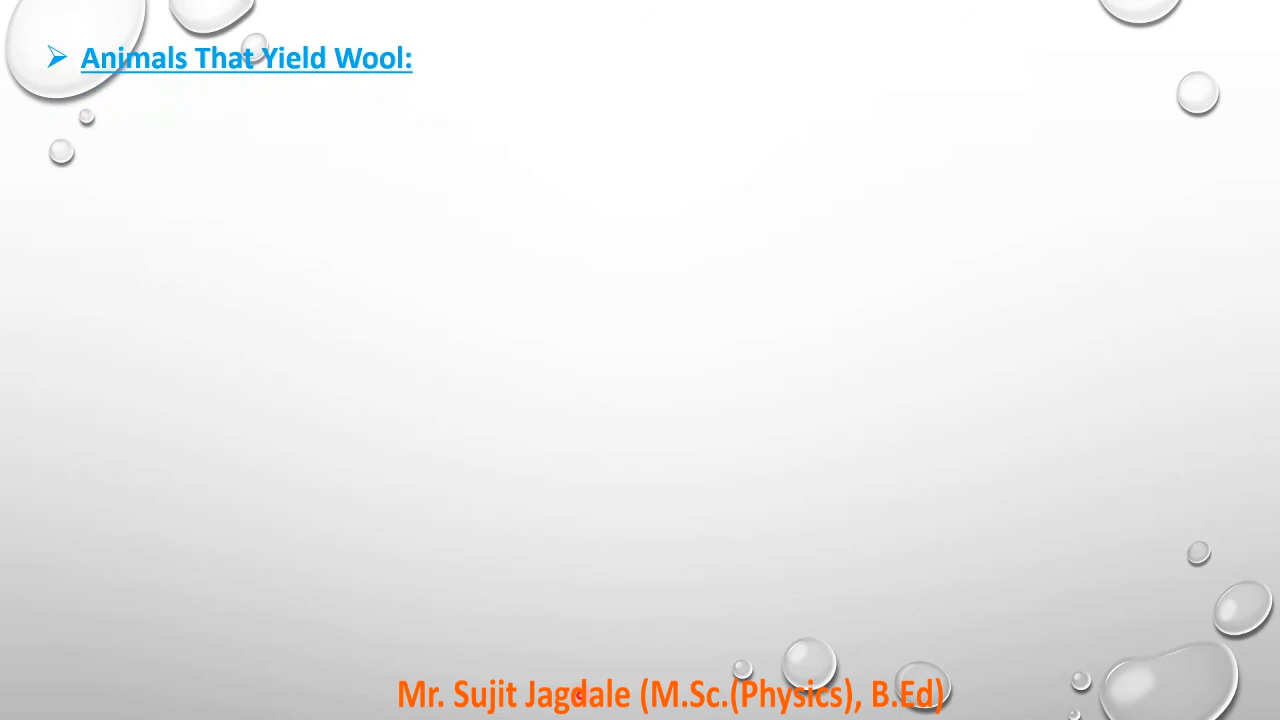 Animals That Yield Wool:
Mr. Sujit Jagdale (M.Sc.(Physics), B.Ed)